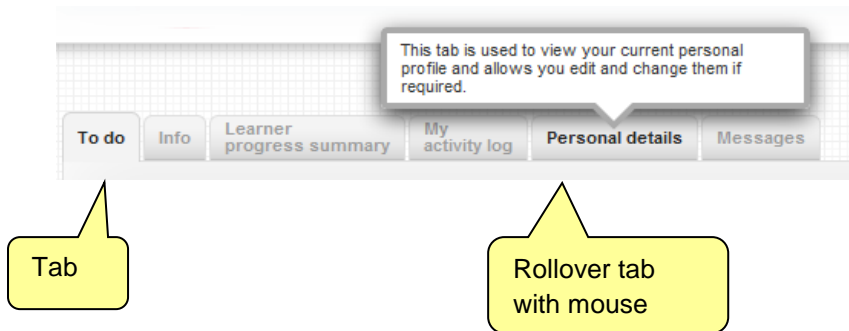 This tab is used to view your current personal
profile and allows you edit and change them if
required.
To do
Info
Learner
progress summary
My
activity log
Personal details
Messages
Tab
Rollover tab
with mouse